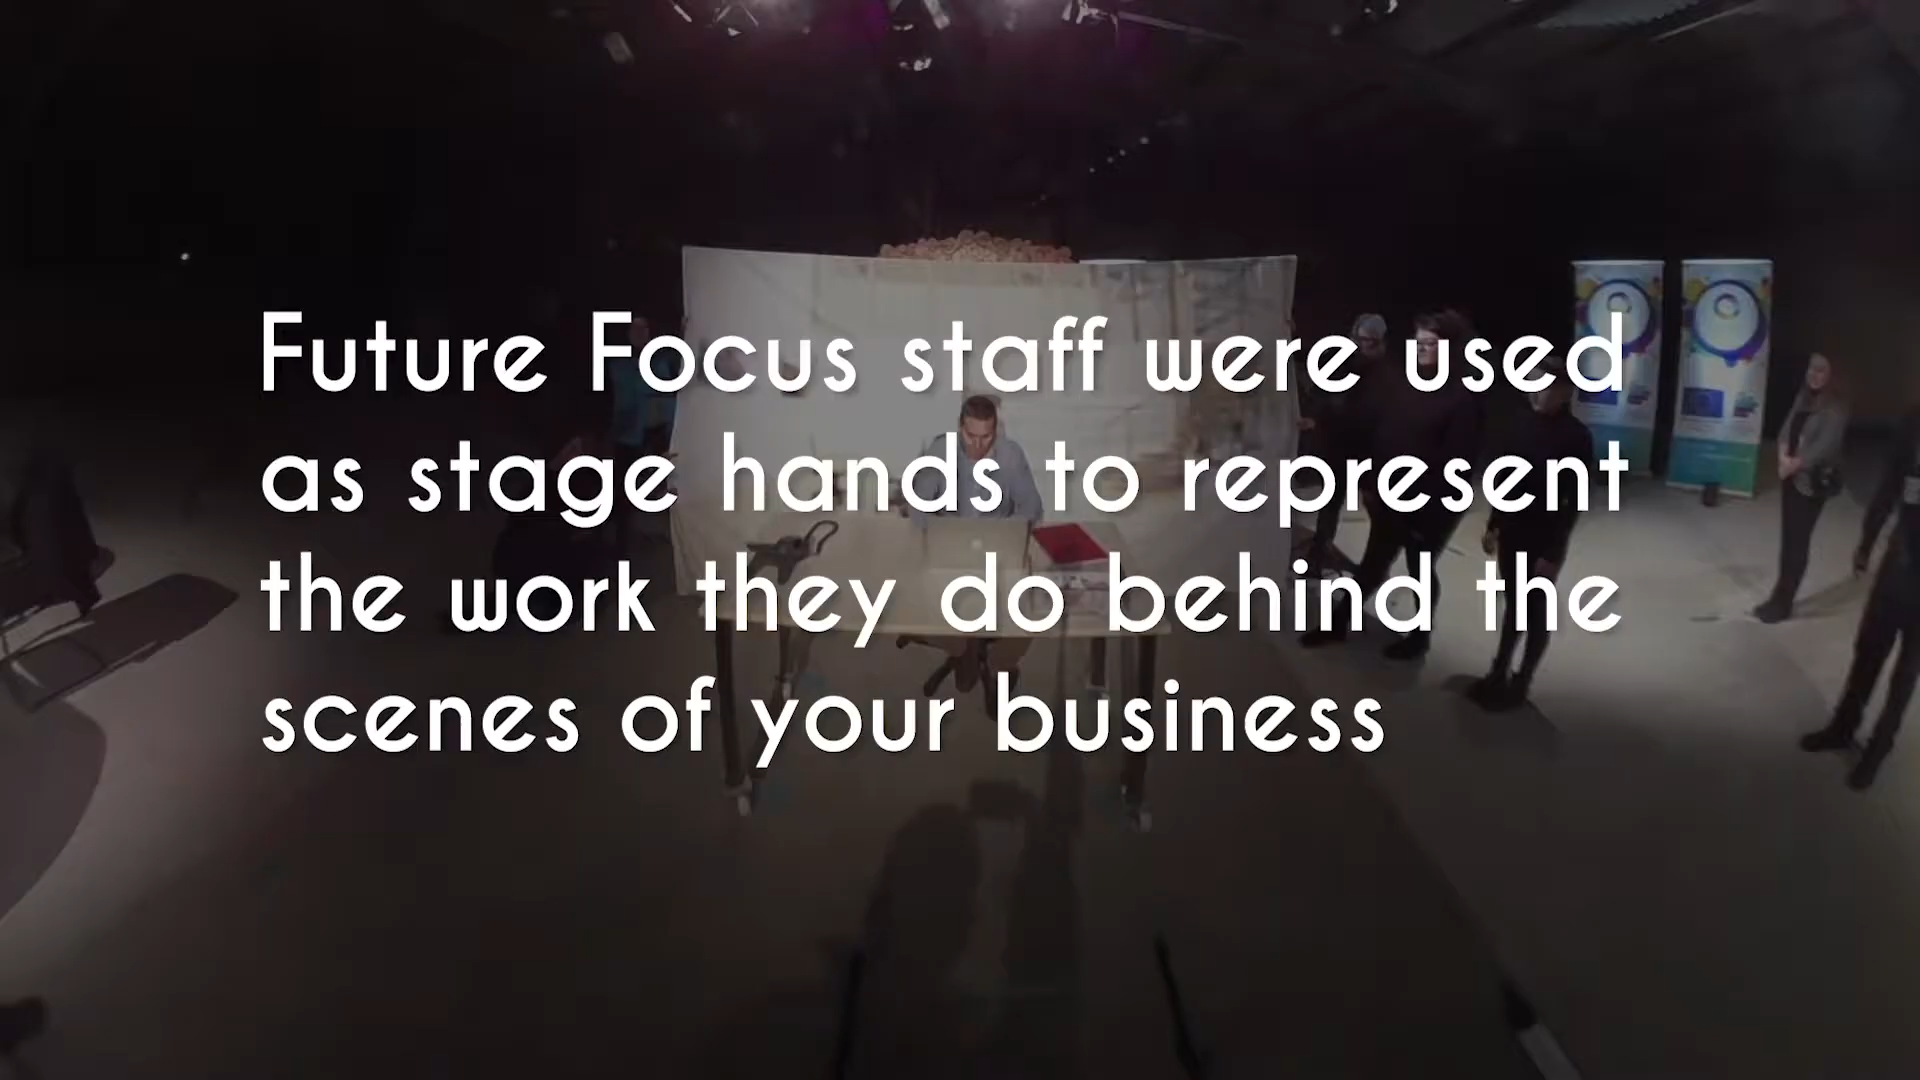 Future Focus staff were used
as stage hands to represent
the work they do behind the
scenes of your business